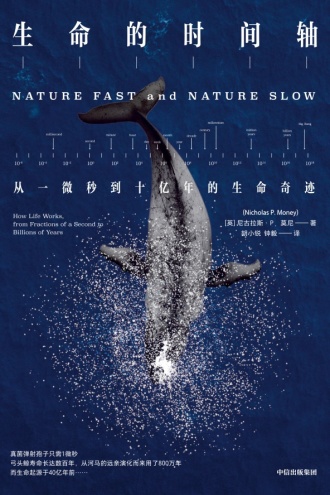 生命的时间轴
NATURE FAST and NATURE SLOW
从一微秒到十亿年的生命奇迹
How Life Works,
from Fractions of a Second to
Billions of Years
(Nicholas P. Money)
[英]尼古拉斯·P. 莫尼——著
胡小锐 钟毅——译
真菌弹射孢子只需1微秒
弓头鲸寿命长达数百年，从河马的远亲演化而来用了800万年
而生命起源于40亿年前……
中信出版集团